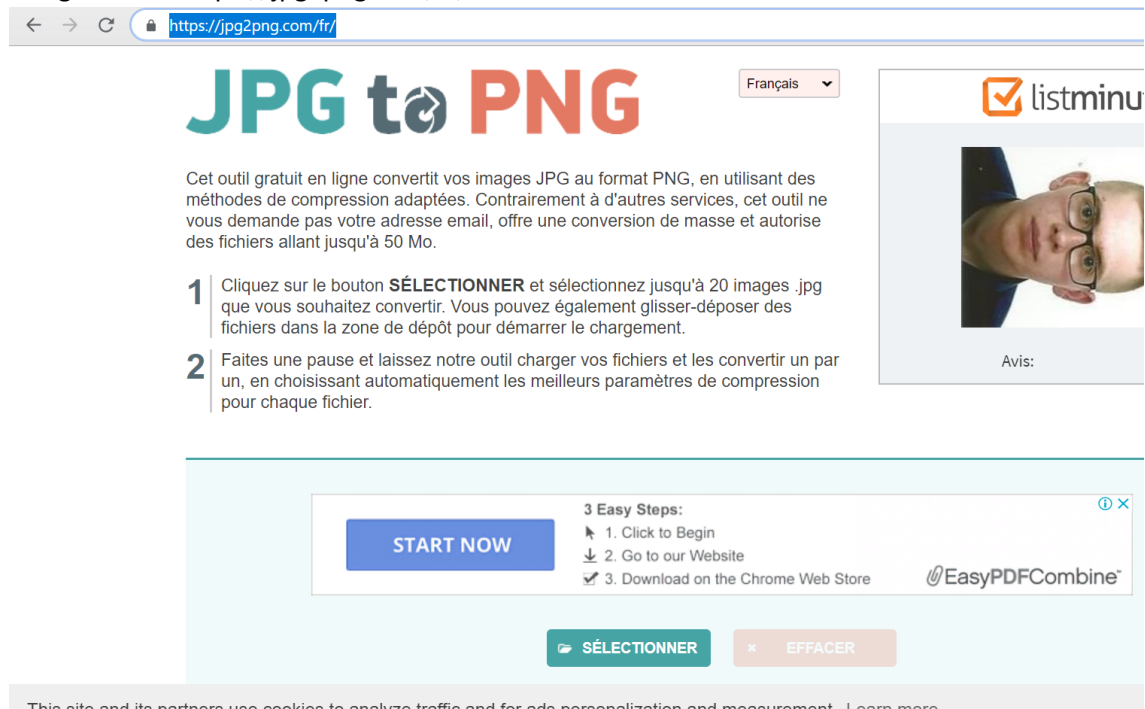 https://jpg2png.com/fr/
JPG to PNG
Français
listminu
Cet outil gratuit en ligne convertit vos images JPG au format PNG, en utilisant des
méthodes de compression adaptées. Contrairement à d'autres services, cet outil ne
vous demande pas votre adresse email, offre une conversion de masse et autorise
des fichiers allant jusqu'à 50 Mo.
1 Cliquez sur le bouton SÉLECTIONNER et sélectionnez jusqu'à 20 images .jpg
que vous souhaitez convertir. Vous pouvez également glisser-déposer des
fichiers dans la zone de dépôt pour démarrer le chargement.
2 Faites une pause et laissez notre outil charger vos fichiers et les convertir un par
un, en choisissant automatiquement les meilleurs paramètres de compression
pour chaque fichier.
Avis:
START NOW
3 Easy Steps:
1. Click to Begin
2. Go to our Website
3. Download on the Chrome Web Store
EasyPDFCombine
SÉLECTIONNER
EFFACER
This site and its partners use cookies to analyze traffic and for ads personalization and measurement. Learn more